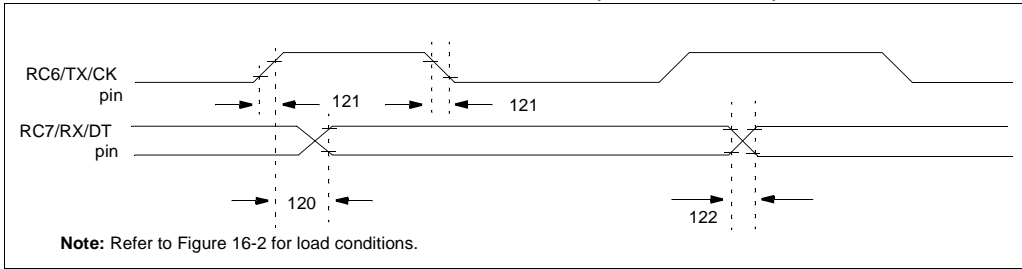 RC6/TX/CK
pin
121
121
RC7/RX/DT
pin
120
122
Note: Refer to Figure 16-2 for load conditions.